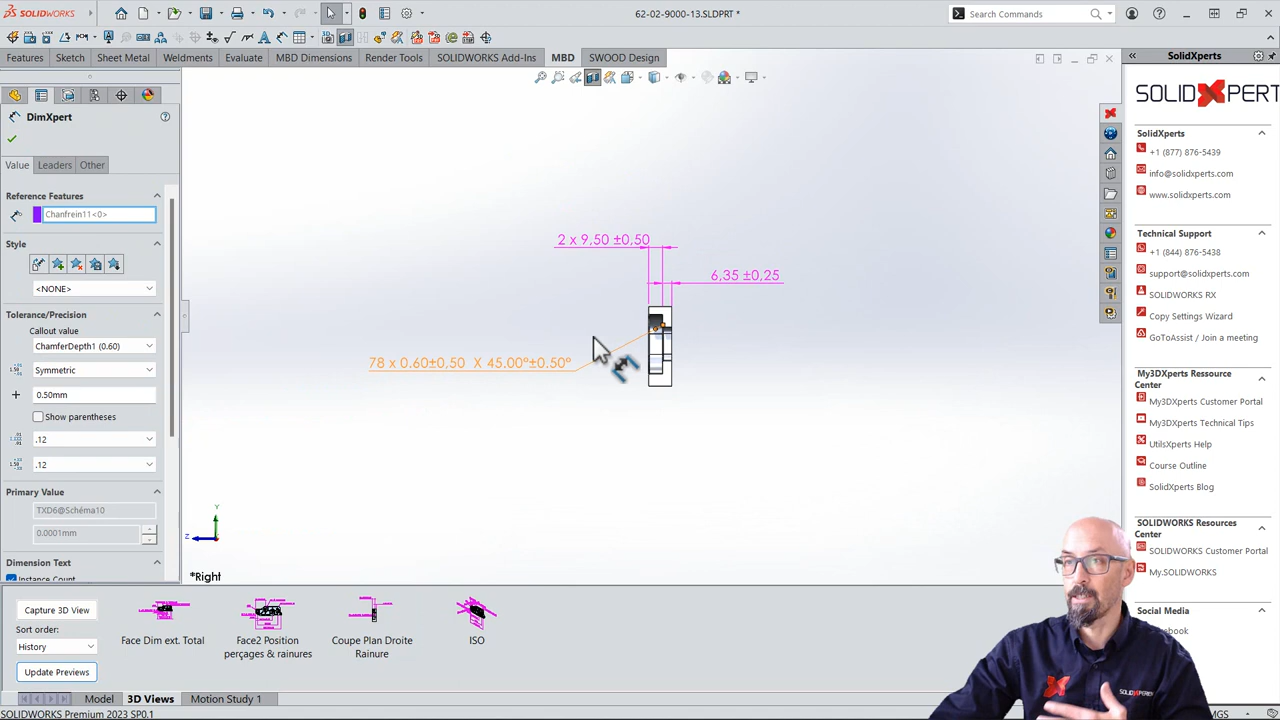 SOLIDWORKS
62-02-9000-13.SLDPRT *
Search Commands
Features Sketch Sheet Metal Weldments Evaluate MBD Dimensions Render Tools SOLIDWORKS Add-Ins MBD SWOOD Design
SolidXperts
DimXpert
Value Leaders Other
Reference Features
Chanfrein11<0>
Style
<NONE>
Tolerance/Precision
Callout value
ChamferDepth1 (0.60)
Symmetric
0.50mm
Show parentheses
.12
.12
Primary Value
TXD6@Schéma10
0.0001mm
Dimension Text
Instance Count
2 x 9,50 ±0,50
6,35 ±0,25
78 x 0.60±0,50 X 45.00°±0.50°
Y
Z
*Right
SOLIDXPERT
SolidXperts
+1 (877) 876-5439
info@solidxperts.com
www.solidxperts.com
Technical Support
+1 (844) 876-5438
support@solidxperts.com
SOLIDWORKS RX
Copy Settings Wizard
GoToAssist / Join a meeting
My3DXperts Ressource
Center
My3DXperts Customer Portal
My3DXperts Technical Tips
UtilsXperts Help
Course Outline
SolidXperts Blog
SOLIDWORKS Resources
Center
SOLIDWORKS Customer Portal
My.SOLIDWORKS
Social Media
Capture 3D View
Sort order:
History
Update Previews
Face Dim ext. Total
Face2 Position
perçages & rainures
Coupe Plan Droite
Rainure
ISO
Model 3D Views Motion Study 1
SOLIDWORKS Premium 2023 SP0.1
MGS